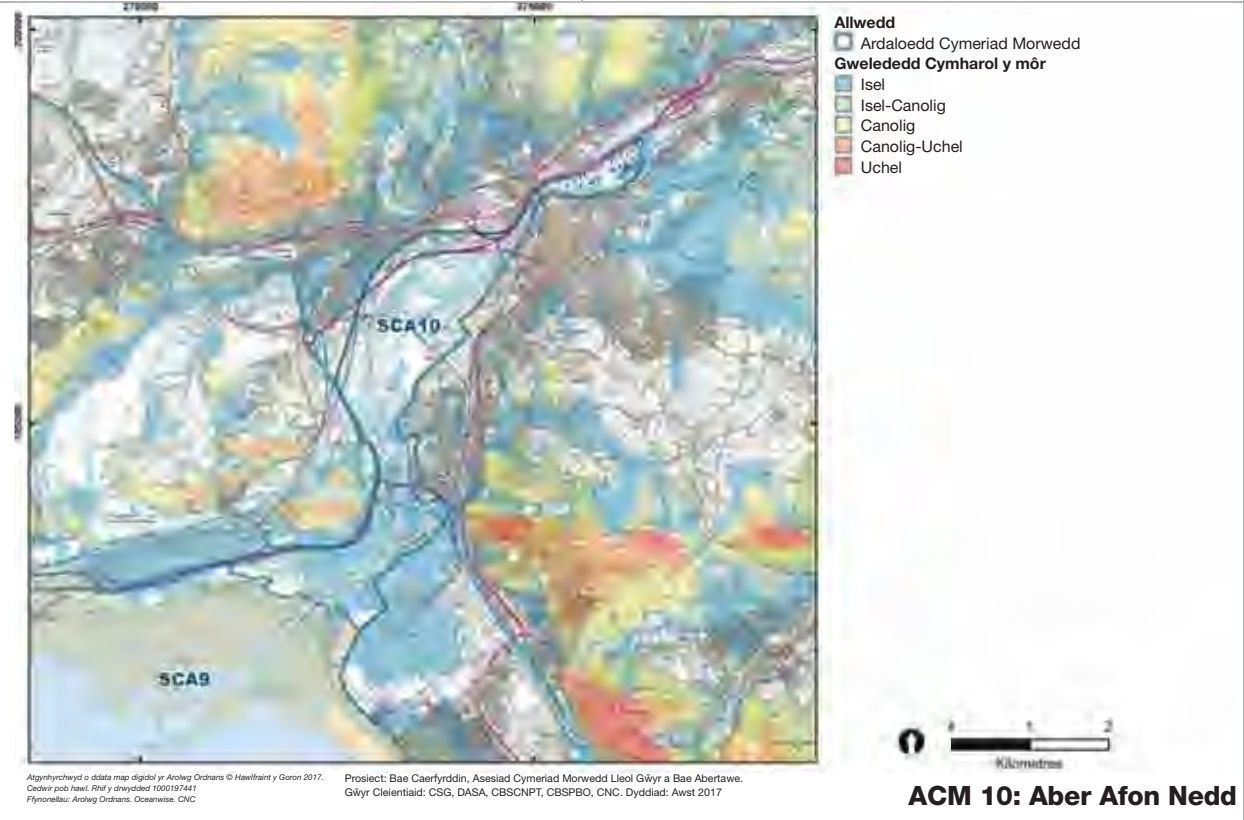 Allwedd
Ardaloedd Cymeriad Morwedd
Gwelededd Cymharol y môr
Isel
Isel-Canolig
Canolig
Canolig-Uchel
Uchel
SCA10
SCA9
1 2
Kilometres
Atgynhyrchwyd o ddata map digidol yr Arolwg Ordnans © Hawlfraint y Goron 2017.
Cedwir pob hawl. Rhif y drwydded 1000197441
Ffynonellau: Arolwg Ordnans. Oceanwise. CNC
Prosiect: Bae Caerfyrddin, Asesiad Cymeriad Morwedd Lleol Gŵyr a Bae Abertawe.
Gŵyr Cleientiaid: CSG, DASA, CBSCNPT, CBSPBO, CNC. Dyddiad: Awst 2017
ACM 10: Aber Afon Nedd